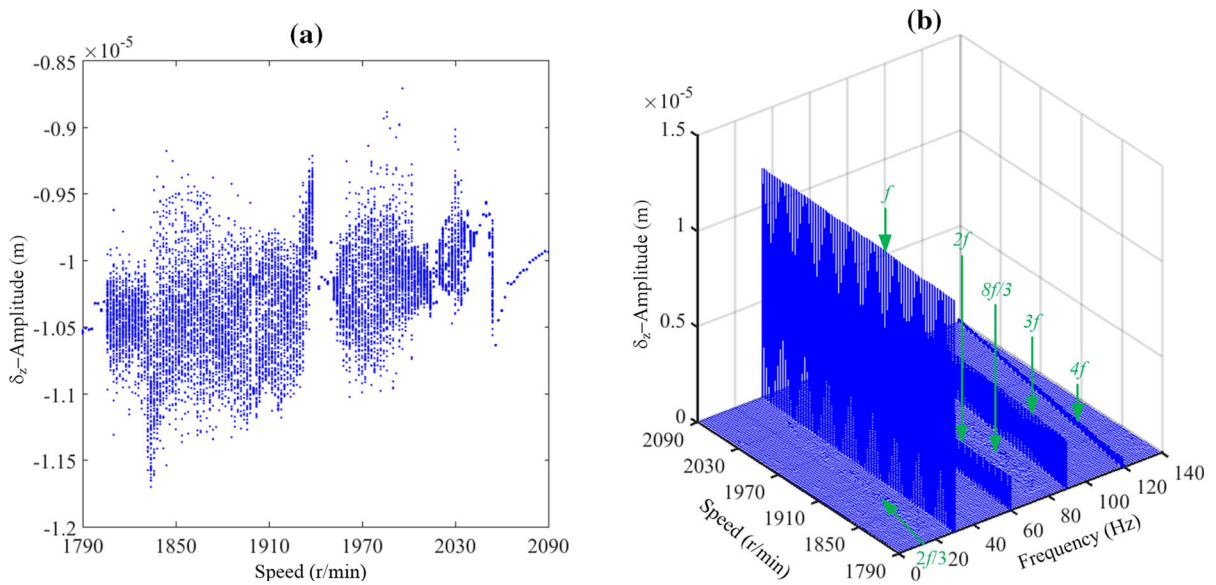 (a)
×10⁻⁵
-0.85
-0.9
-0.95
-1
-1.05
-1.1
-1.15
-1.2
δz−Amplitude (m)
1790 1850 1910 1970 2030 2090
Speed (r/min)
(b)
×10⁻⁵
1.5
1
0.5
0
δz−Amplitude (m)
f
2f
8f/3
3f
4f
2f/3
2090
2030
1970
1910
1850
1790
Speed (r/min)
0 20 40 60 80 100 120 140
Frequency (Hz)